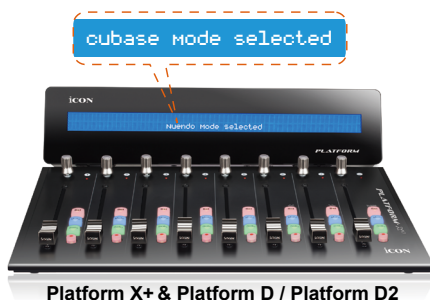 cubase Mode selected
iCON
Nuendo Mode selected
PLATFORM
PLATFORM
iCON
Platform X+ & Platform D / Platform D2